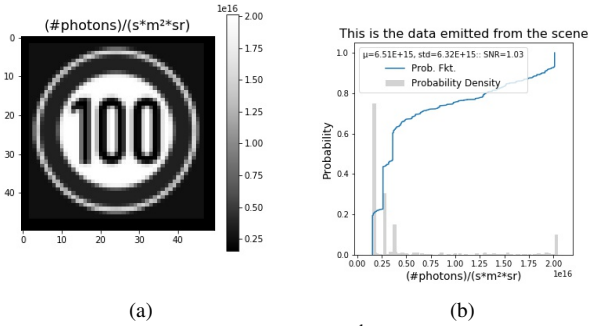 (#photons)/(s*m²*sr)
1e16
0
10
20
30
40
0 20 40
2.00
1.75
1.50
1.25
1.00
0.75
0.50
0.25
100
(a)
This is the data emitted from the scene
μ=6.51E+15, std=6.32E+15:: SNR=1.03
Prob. Fkt.
Probability Density
Probability
1.0
0.8
0.6
0.4
0.2
0.0
0.00 0.25 0.50 0.75 1.00 1.25 1.50 1.75 2.00
1e16
(#photons)/(s*m²*sr)
(b)